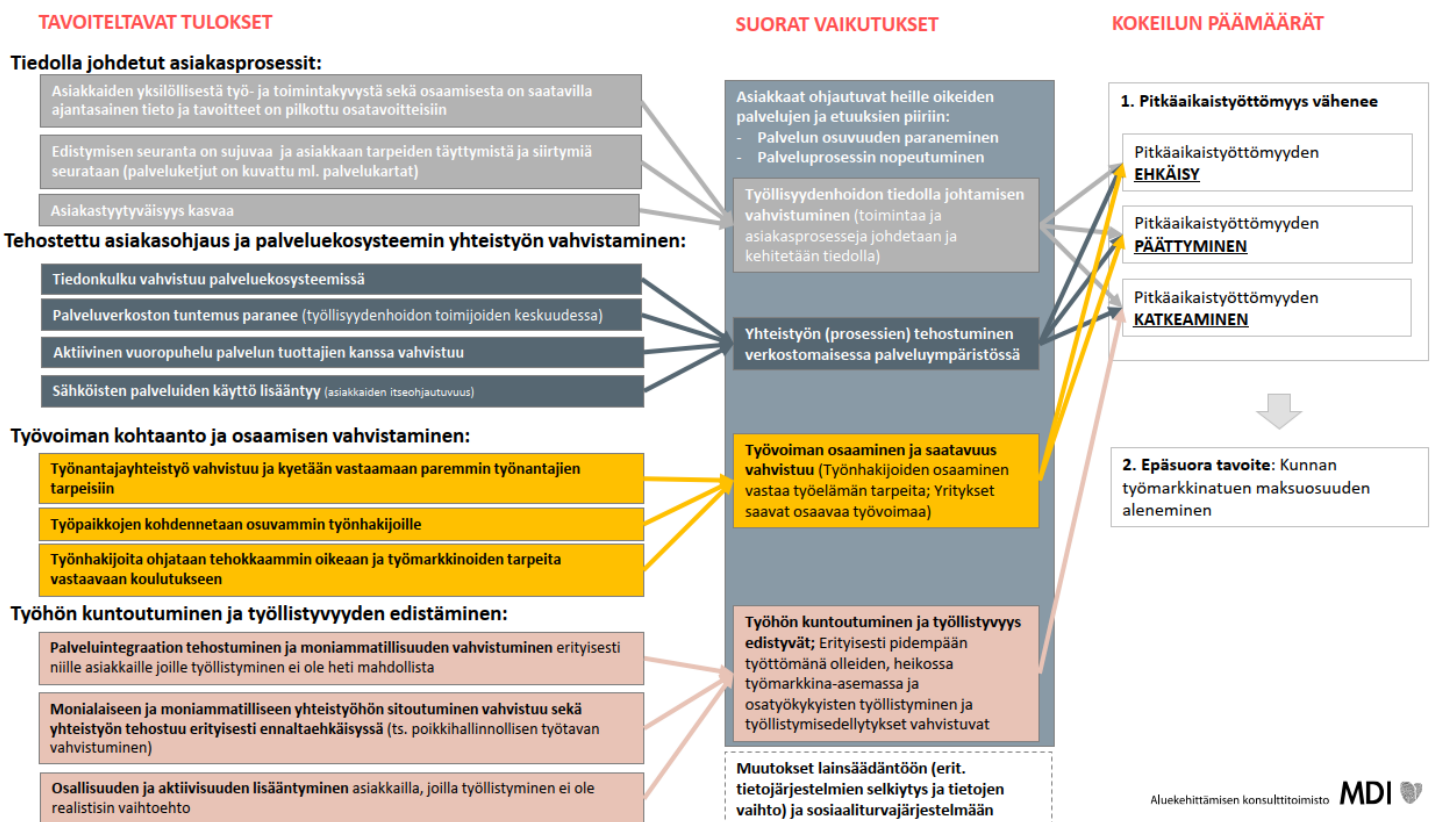 TAVOITELTAVAT TULOKSET
Tiedolla johdetut asiakasprosessit:
Asiakkaiden yksilöllisestä työ- ja toimintakyvystä sekä osaamisesta on saatavilla
ajantasainen tieto ja tavoitteet on pilkottu osatavoitteisiin
Edistymisen seuranta on sujuvaa ja asiakkaan tarpeiden täyttymistä ja siirtymiä
seurataan (palveluketjut on kuvattu ml. palvelukartat)
Asiakastyytyväisyys kasvaa
Tehostettu asiakasohjaus ja palveluekosysteemin yhteistyön vahvistaminen:
Tiedonkulku vahvistuu palveluekosysteemissä
Palveluverkoston tuntemus paranee (työllisyydenhoidon toimijoiden keskuudessa)
Aktiivinen vuoropuhelu palvelun tuottajien kanssa vahvistuu
Sähköisten palveluiden käyttö lisääntyy (asiakkaiden itseohjautuvuus)
Työvoiman kohtaanto ja osaamisen vahvistaminen:
Työnantajayhteistyö vahvistuu ja kyetään vastaamaan paremmin työnantajien
tarpeisiin
Työpaikkojen kohdennetaan osuvammin työnhakijoille
Työnhakijoita ohjataan tehokkaammin oikeaan ja työmarkkinoiden tarpeita
vastaavaan koulutukseen
Työhön kuntoutuminen ja työllistyvyyden edistäminen:
Palveluintegraation tehostuminen ja moniammatillisuuden vahvistuminen erityisesti
niille asiakkaille joille työllistyminen ei ole heti mahdollista
Monialaiseen ja moniammatilliseen yhteistyöhön sitoutuminen vahvistuu sekä
yhteistyön tehostuu erityisesti ennaltaehkäisyssä (ts. poikkihallinnollisen työtavan
vahvistuminen)
Osallisuuden ja aktiivisuuden lisääntyminen asiakkailla, joilla työllistyminen ei ole
realistisin vaihtoehto
SUORAT VAIKUTUKSET
Asiakkaat ohjautuvat heille oikeiden
palvelujen ja etuuksien piiriin:
- Palvelun osuvuuden paraneminen
- Palveluprosessin nopeutuminen
Työllisyydenhoidon tiedolla johtamisen
vahvistuminen (toimintaa ja
asiakasprosesseja johdetaan ja
kehitetään tiedolla)
Yhteistyön (prosessien) tehostuminen
verkostomaisessa palveluympäristössä
Työvoiman osaaminen ja saatavuus
vahvistuu (Työnhakijoiden osaaminen
vastaa työelämän tarpeita; Yritykset
saavat osaavaa työvoimaa)
Työhön kuntoutuminen ja työllistyvyys
edistyvät; Erityisesti pidempään
työttömänä olleiden, heikossa
työmarkkina-asemassa ja
osatyökykyisten työllistyminen ja
työllistymisedellytykset vahvistuvat
Muutokset lainsäädäntöön (erit.
tietojärjestelmien selkiytys ja tietojen
vaihto) ja sosiaaliturvajärjestelmään
KOKEILUN PÄÄMÄÄRÄT
1. Pitkäaikaistyöttömyys vähenee
Pitkäaikaistyöttömyyden
EHKÄISY
Pitkäaikaistyöttömyyden
PÄÄTTYMINEN
Pitkäaikaistyöttömyyden
KATKEAMINEN
2. Epäsuora tavoite: Kunnan
työmarkkinatuen maksuosuuden
aleneminen
Aluekehittämisen konsulttitoimisto MDI